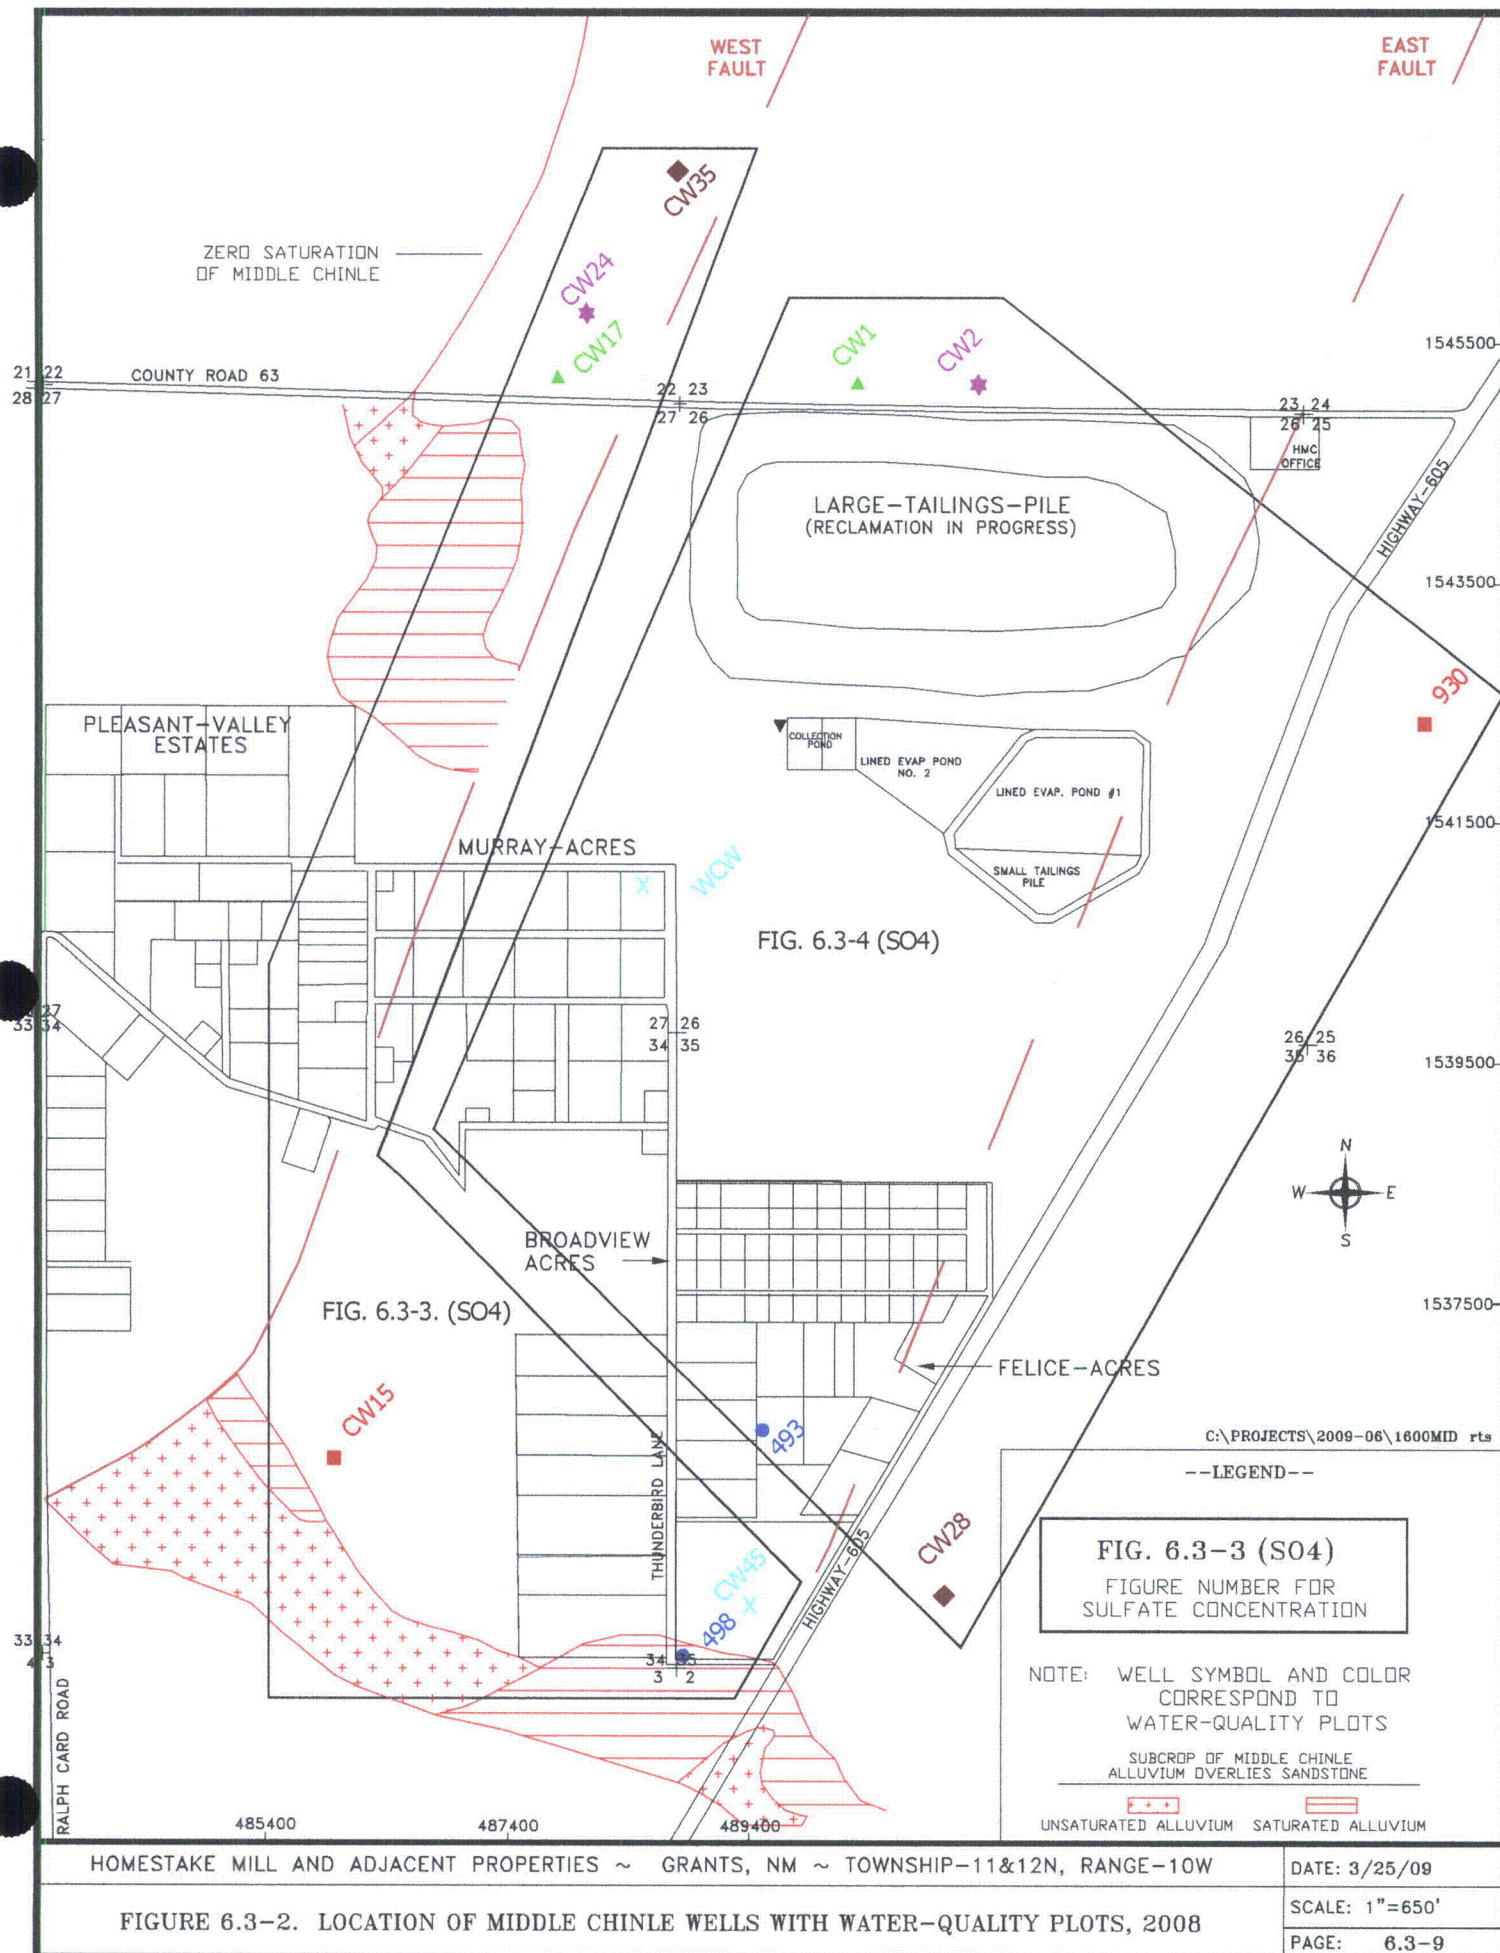 WEST
FAULT
EAST
FAULT
CW35
ZERO SATURATION
OF MIDDLE CHINLE
CW24
CW17
CW1
CW2
1545500
21 22
28 27
COUNTY ROAD 63
22 23
27 26
23 24
26 25
HMC
OFFICE
HIGHWAY-605
LARGE-TAILINGS-PILE
(RECLAMATION IN PROGRESS)
1543500
930
PLEASANT-VALLEY
ESTATES
COLLECTION
POND
LINED EVAP POND
NO. 2
LINED EVAP. POND #1
1541500
MURRAY-ACRES
WCW
SMALL TAILINGS
PILE
FIG. 6.3-4 (SO4)
27
33 34
27 26
34 35
26 25
35 36
1539500
N
W E
S
BROADVIEW
ACRES
FIG. 6.3-3. (SO4)
1537500
FELICE-ACRES
CW15
493
THUNDERBIRD LANE
CW28
CW45
HIGHWAY-605
498
C:\PROJECTS\2009-06\1600MID rts
--LEGEND--
FIG. 6.3-3 (SO4)
FIGURE NUMBER FOR
SULFATE CONCENTRATION
33 34
4 3
34 35
3 2
NOTE: WELL SYMBOL AND COLOR
CORRESPOND TO
WATER-QUALITY PLOTS
SUBCROP OF MIDDLE CHINLE
ALLUVIUM OVERLIES SANDSTONE
UNSATURATED ALLUVIUM SATURATED ALLUVIUM
RALPH CARD ROAD
485400
487400
489400
HOMESTAKE MILL AND ADJACENT PROPERTIES ~ GRANTS, NM ~ TOWNSHIP-11&12N, RANGE-10W
DATE: 3/25/09
SCALE: 1"=650'
FIGURE 6.3-2. LOCATION OF MIDDLE CHINLE WELLS WITH WATER-QUALITY PLOTS, 2008
PAGE: 6.3-9